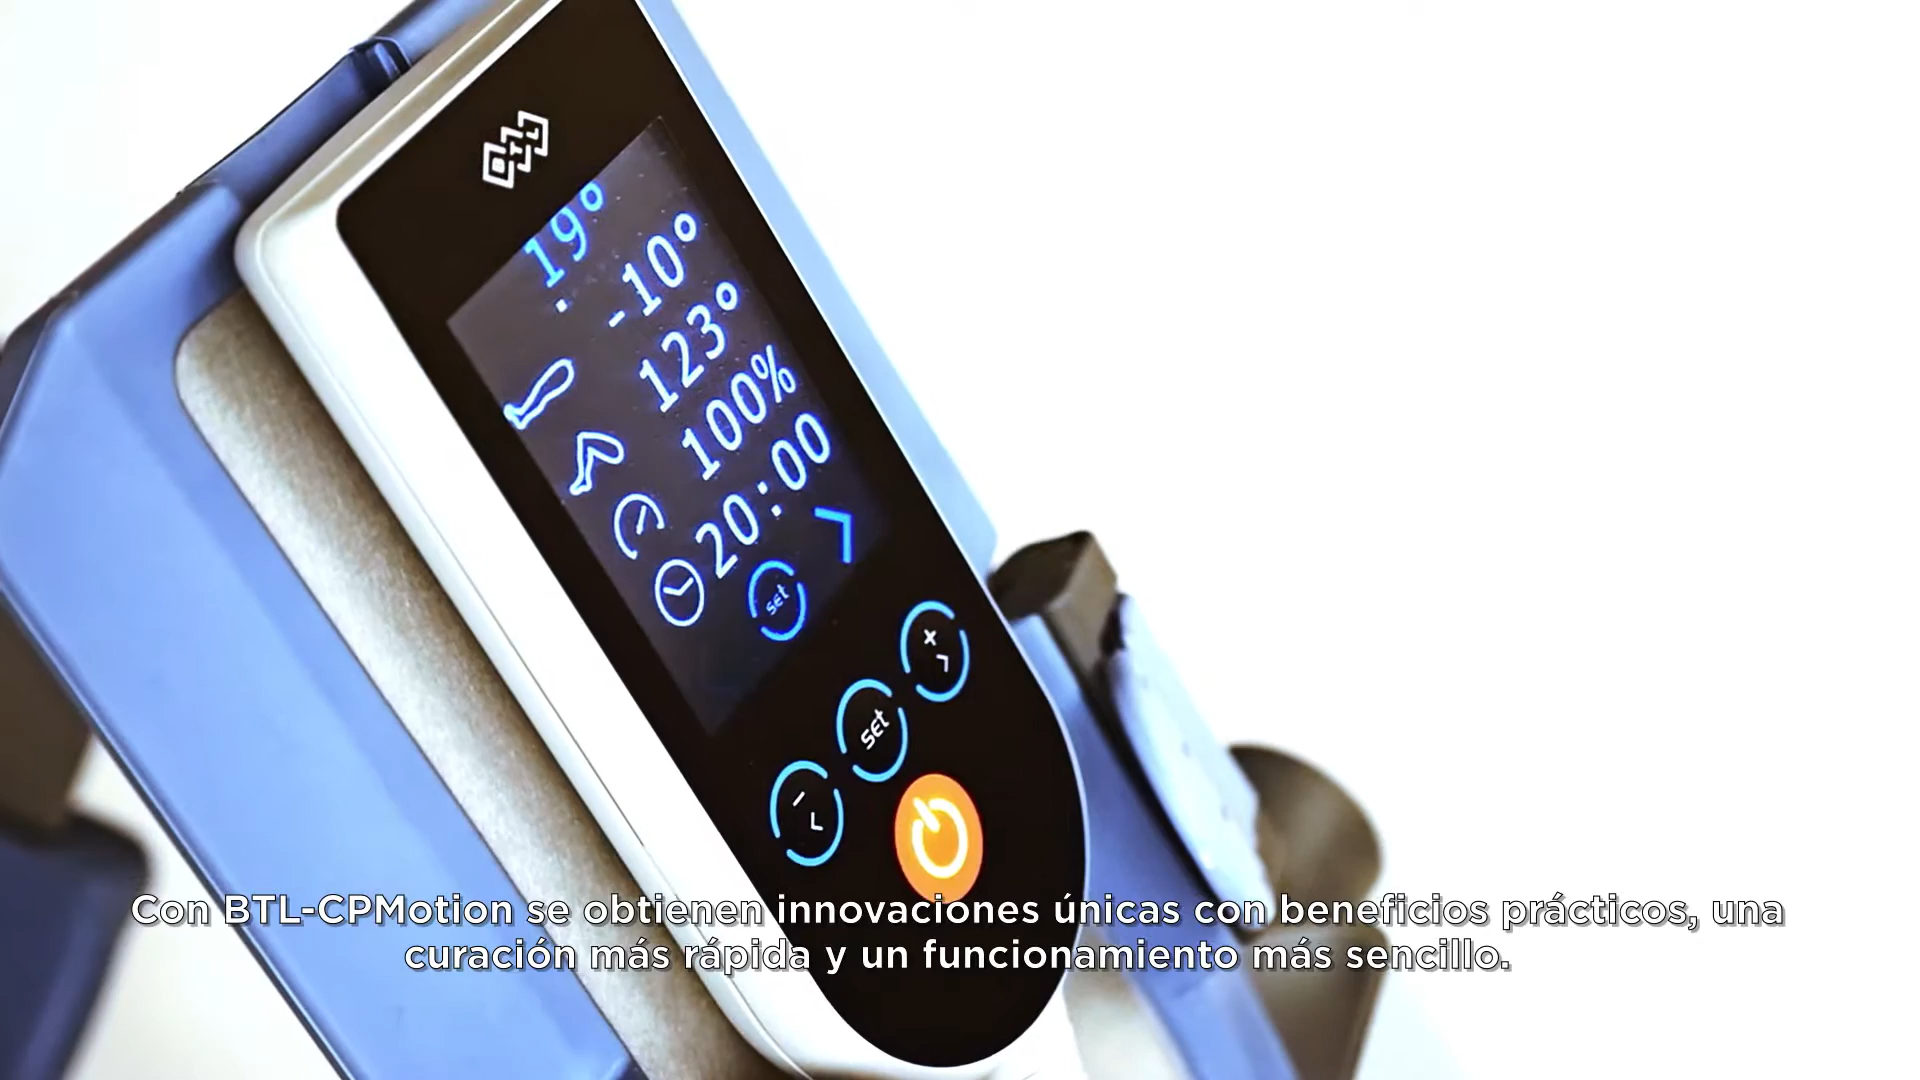 BTL
19°
-10°
123°
100%
20:00
set
+
set
-
Con BTL-CPMotion se obtienen innovaciones únicas con beneficios prácticos, una
curación más rápida y un funcionamiento más sencillo.